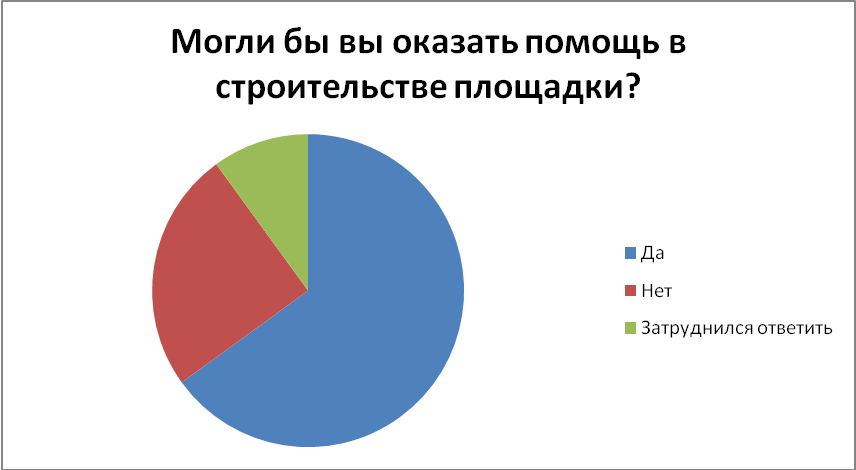 Могли бы вы оказать помощь в
строительстве площадки?
Да
Нет
Затруднился ответить